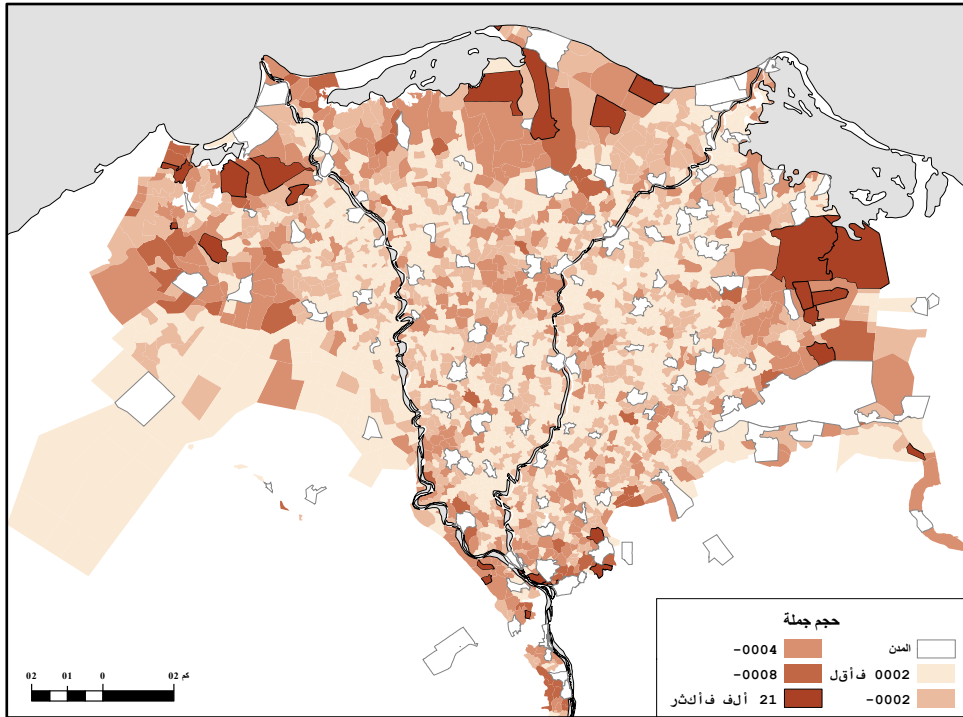 حجم جملة
المدن
-0004
0002 فأقل
-0008
-0002
21 ألف فأكثر
02 01 0 02 كم